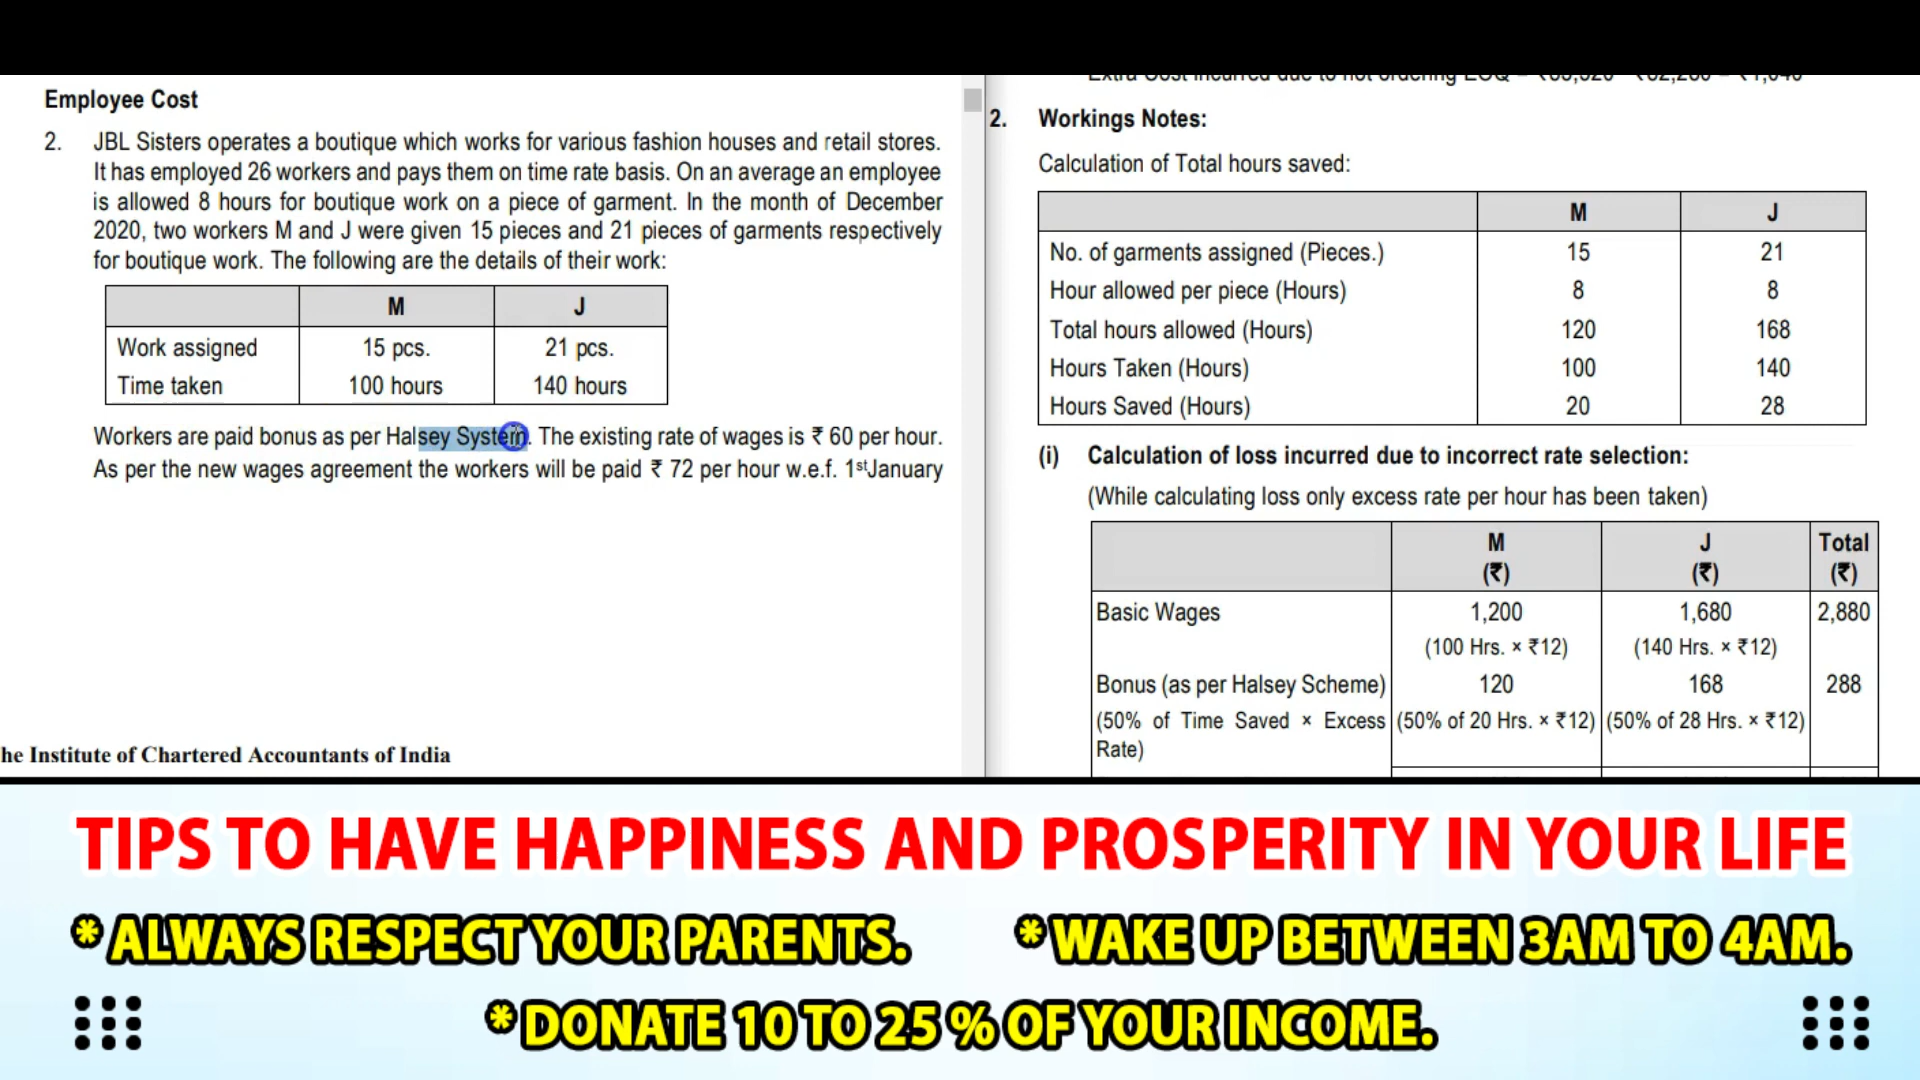 Employee Cost
2. JBL Sisters operates a boutique which works for various fashion houses and retail stores.
It has employed 26 workers and pays them on time rate basis. On an average an employee
is allowed 8 hours for boutique work on a piece of garment. In the month of December
2020, two workers M and J were given 15 pieces and 21 pieces of garments respectively
for boutique work. The following are the details of their work:
M J
Work assigned 15 pcs. 21 pcs.
Time taken 100 hours 140 hours
Workers are paid bonus as per Halsey System. The existing rate of wages is ₹ 60 per hour.
As per the new wages agreement the workers will be paid ₹ 72 per hour w.e.f. 1stJanuary
he Institute of Chartered Accountants of India
Extra Cost incurred due to not ordering EOQ
2. Workings Notes:
Calculation of Total hours saved:
M J
No. of garments assigned (Pieces.) 15 21
Hour allowed per piece (Hours) 8 8
Total hours allowed (Hours) 120 168
Hours Taken (Hours) 100 140
Hours Saved (Hours) 20 28
(i) Calculation of loss incurred due to incorrect rate selection:
(While calculating loss only excess rate per hour has been taken)
M J Total
(₹) (₹) (₹)
Basic Wages 1,200 1,680 2,880
(100 Hrs. × ₹12) (140 Hrs. × ₹12)
Bonus (as per Halsey Scheme) 120 168 288
(50% of Time Saved × Excess (50% of 20 Hrs. × ₹12) (50% of 28 Hrs. × ₹12)
Rate)
TIPS TO HAVE HAPPINESS AND PROSPERITY IN YOUR LIFE
* ALWAYS RESPECT YOUR PARENTS. * WAKE UP BETWEEN 3AM TO 4AM.
* DONATE 10 TO 25 % OF YOUR INCOME.